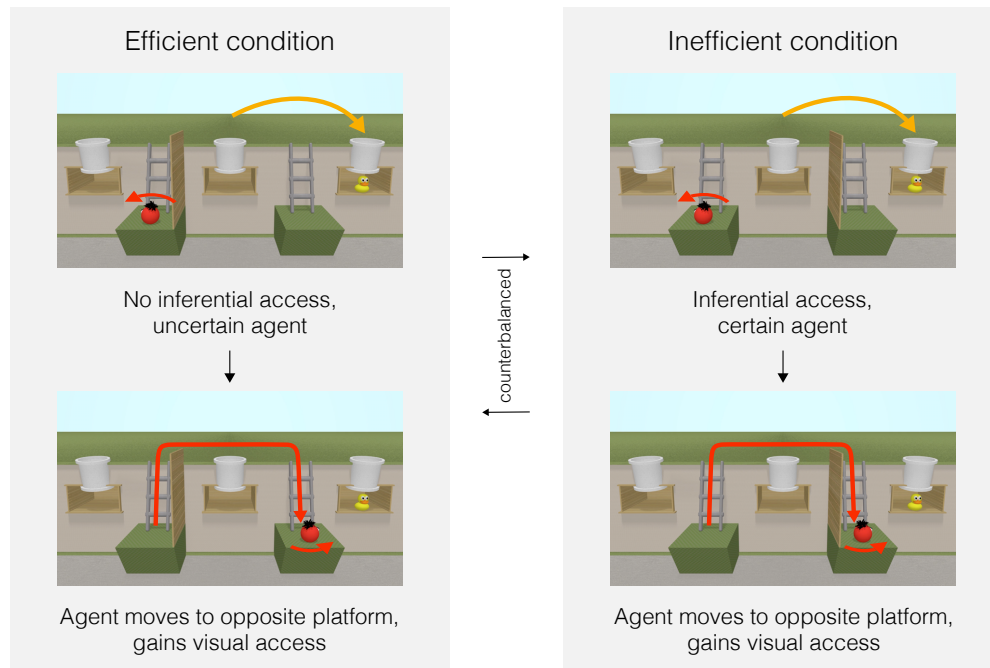 Efficient condition
No inferential access,
uncertain agent
Agent moves to opposite platform,
gains visual access
counterbalanced
Inefficient condition
Inferential access,
certain agent
Agent moves to opposite platform,
gains visual access